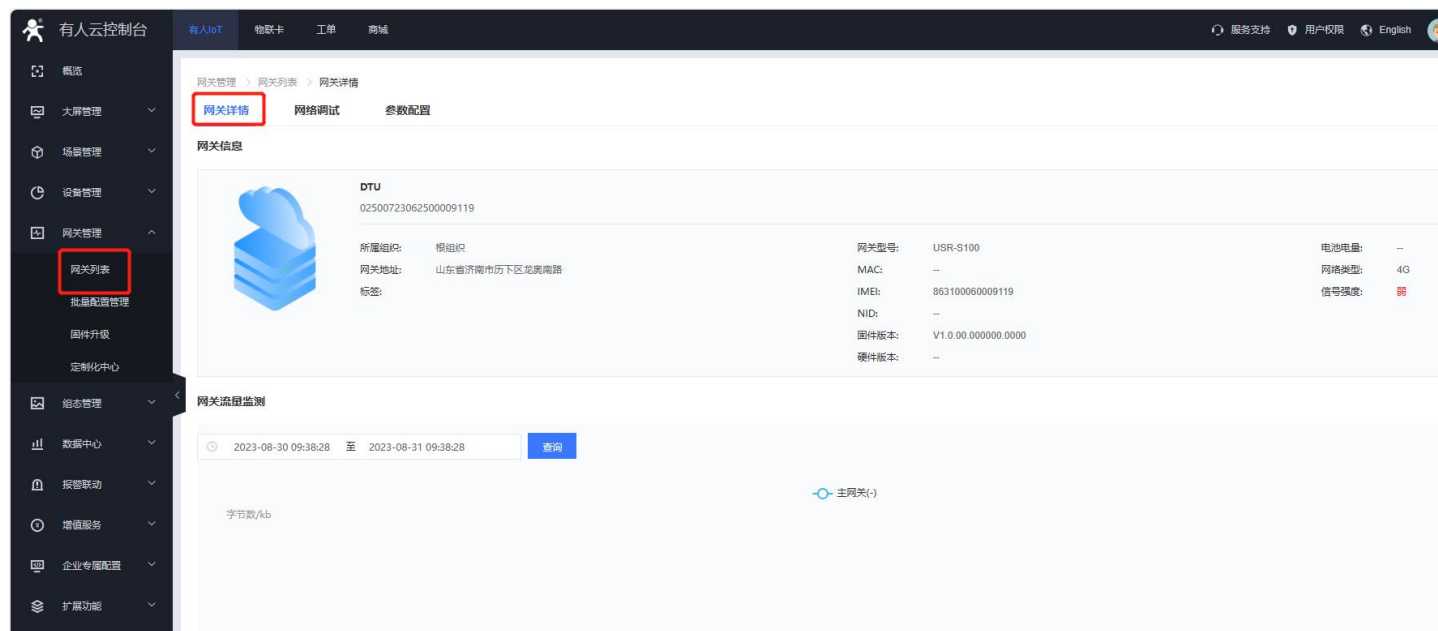 有人云控制台
有人IoT 物联卡 工单 商城
服务支持 用户权限 English
概览
大屏管理
场景管理
设备管理
网关管理
网关列表
批量配置管理
固件升级
定制化中心
组态管理
数据中心
报警联动
增值服务
企业专属配置
扩展功能
网关管理 > 网关列表 > 网关详情
网关详情 网络调试 参数配置
网关信息
DTU
02500723062500009119
所属组织: 根组织
网关地址: 山东省济南市历下区龙奥南路
标签:
网关型号: USR-S100
MAC: --
IMEI: 863100060009119
NID: --
固件版本: V1.0.00.000000.0000
硬件版本: --
电池电量: --
网络类型: 4G
信号强度: 弱
网关流量监测
2023-08-30 09:38:28 至 2023-08-31 09:38:28 查询
主网关(-)
字节数/kb